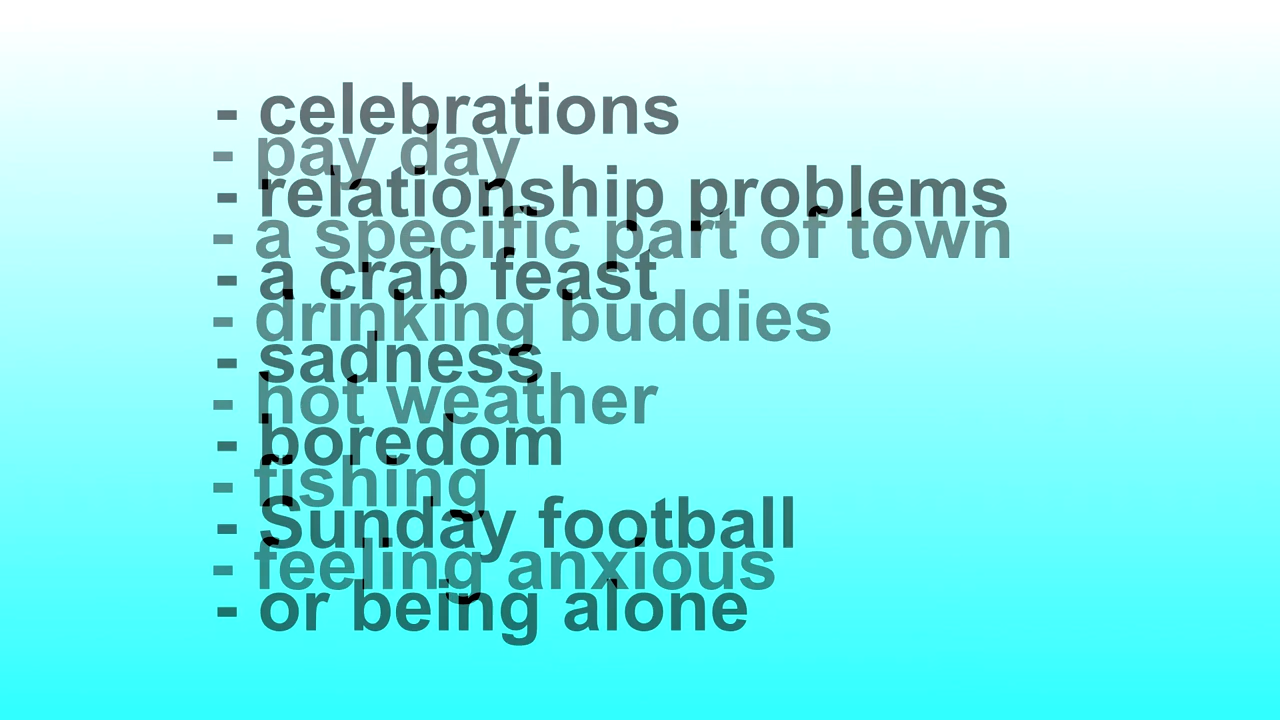 - celebrations
- pay day
- relationship problems
- a specific part of town
- a crab feast
- drinking buddies
- sadness
- hot weather
- boredom
- fishing
- Sunday football
- feeling anxious
- or being alone